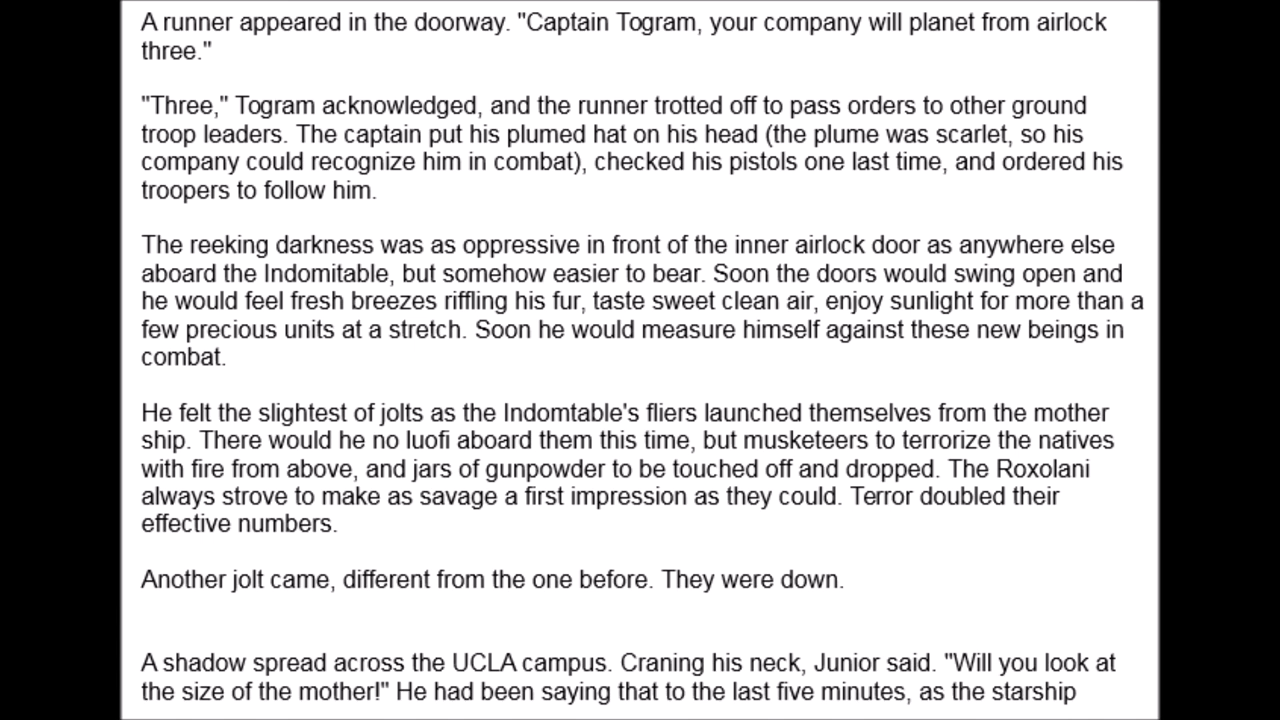 A runner appeared in the doorway. "Captain Togram, your company will planet from airlock
three."
"Three," Togram acknowledged, and the runner trotted off to pass orders to other ground
troop leaders. The captain put his plumed hat on his head (the plume was scarlet, so his
company could recognize him in combat), checked his pistols one last time, and ordered his
troopers to follow him.
The reeking darkness was as oppressive in front of the inner airlock door as anywhere else
aboard the Indomitable, but somehow easier to bear. Soon the doors would swing open and
he would feel fresh breezes riffling his fur, taste sweet clean air, enjoy sunlight for more than a
few precious units at a stretch. Soon he would measure himself against these new beings in
combat.
He felt the slightest of jolts as the Indomtable's fliers launched themselves from the mother
ship. There would he no luofi aboard them this time, but musketeers to terrorize the natives
with fire from above, and jars of gunpowder to be touched off and dropped. The Roxolani
always strove to make as savage a first impression as they could. Terror doubled their
effective numbers.
Another jolt came, different from the one before. They were down.
A shadow spread across the UCLA campus. Craning his neck, Junior said. "Will you look at
the size of the mother!" He had been saying that to the last five minutes, as the starship